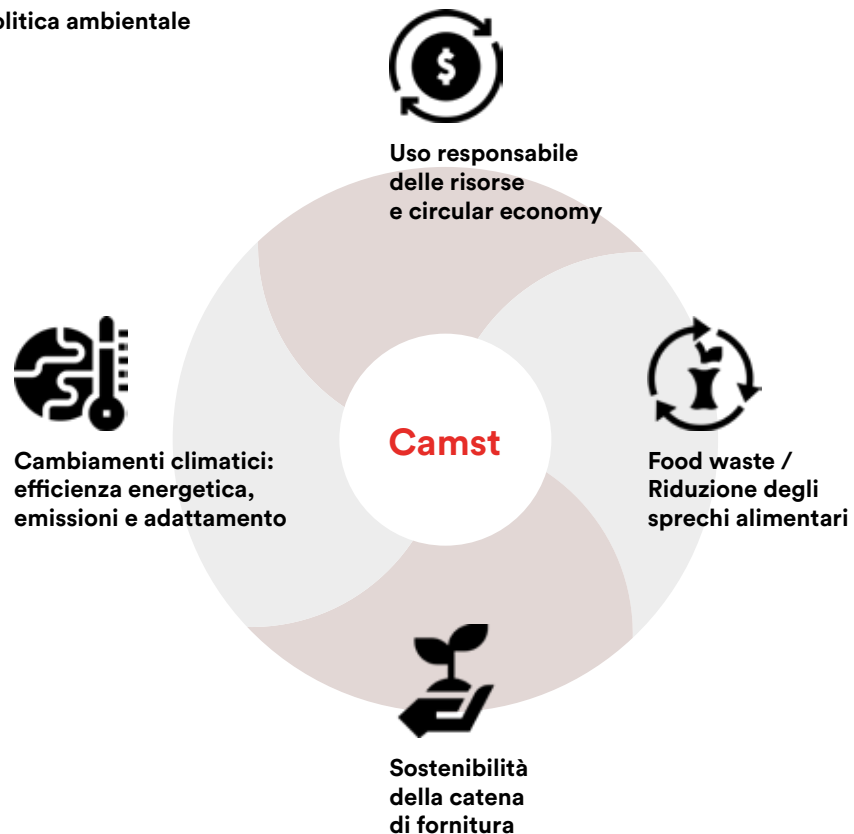 olitica ambientale
$
Uso responsabile
delle risorse
e circular economy
Cambiamenti climatici:
efficienza energetica,
emissioni e adattamento
Camst
Food waste /
Riduzione degli
sprechi alimentari
Sostenibilità
della catena
di fornitura